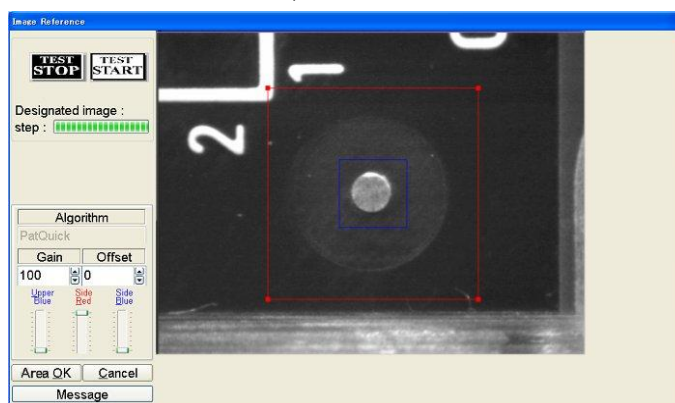 Image Reference
TEST STOP
TEST START
Designated image :
step :
Algorithm
PatQuick
Gain
Offset
100
0
Upper Blue
Side Red
Side Blue
Area OK
Cancel
Message
1
2